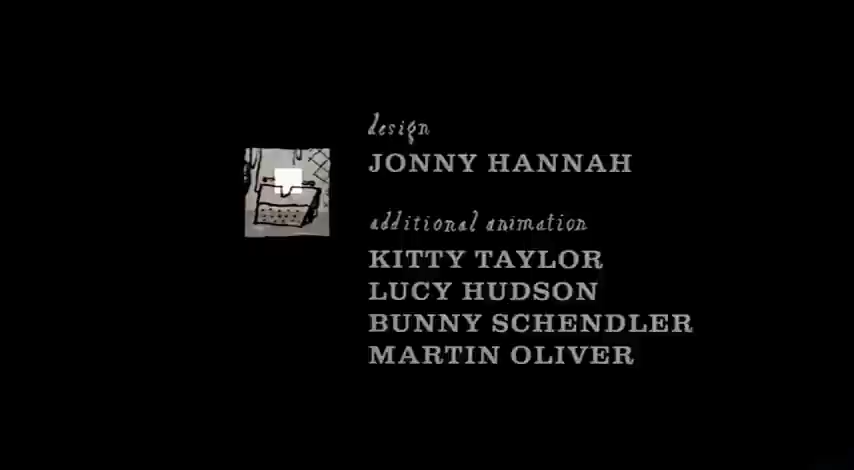 design
JONNY HANNAH
additional animation
KITTY TAYLOR
LUCY HUDSON
BUNNY SCHENDLER
MARTIN OLIVER